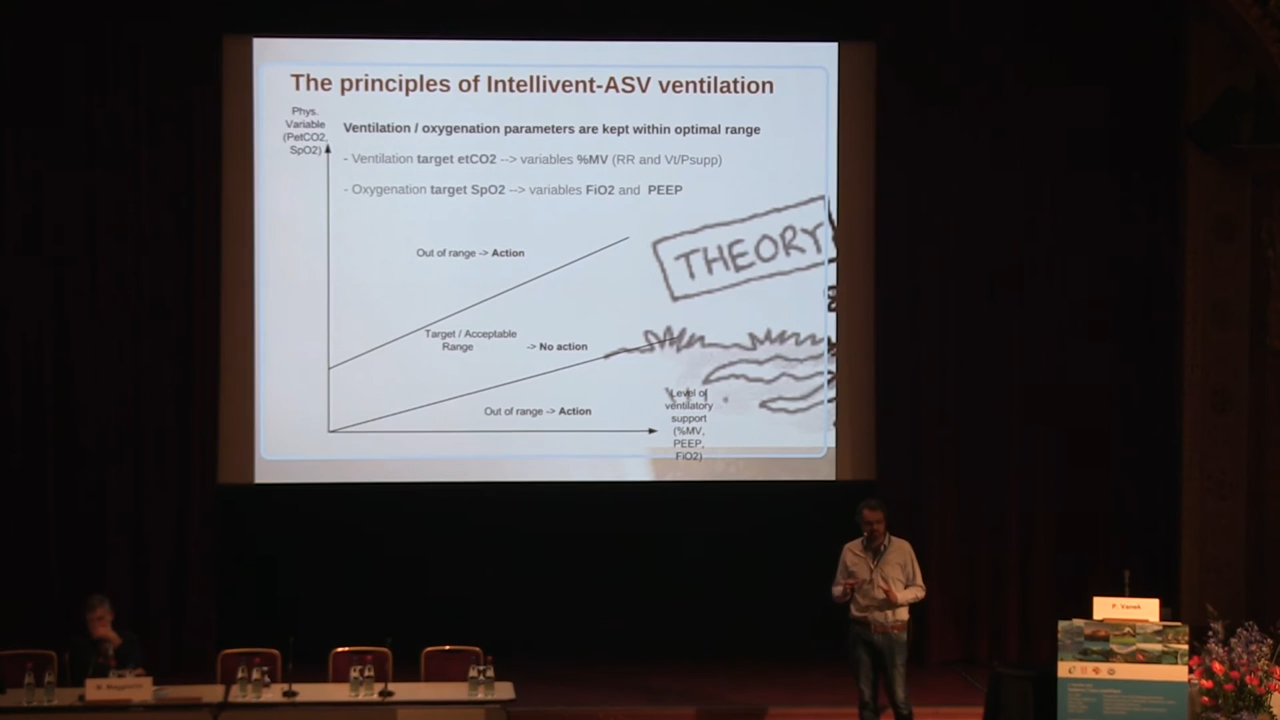 The principles of Intellivent-ASV ventilation
Phys.
Variable
(PetCO2,
SpO2)
Ventilation / oxygenation parameters are kept within optimal range
- Ventilation target etCO2 --> variables %MV (RR and Vt/Psupp)
- Oxygenation target SpO2 --> variables FiO2 and PEEP
THEORY
Out of range -> Action
Target / Acceptable
Range
-> No action
Out of range -> Action
Level of
ventilatory
support
(%MV,
PEEP,
FiO2)
P. Vanek